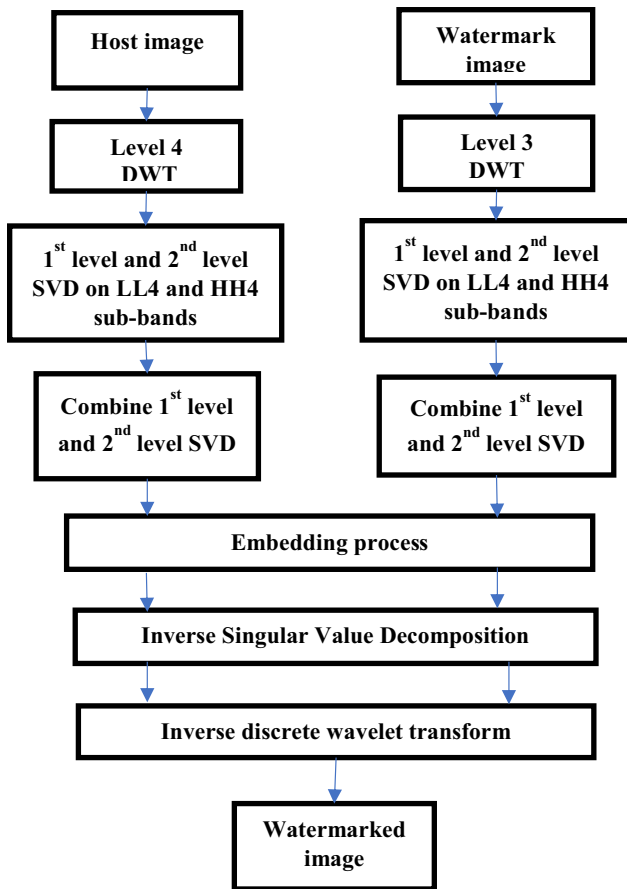 Host image
Watermark
image
Level 4
DWT
Level 3
DWT
1st level and 2nd level
SVD on LL4 and HH4
sub-bands
1st level and 2nd level
SVD on LL4 and HH4
sub-bands
Combine 1st level
and 2nd level SVD
Combine 1st level
and 2nd level SVD
Embedding process
Inverse Singular Value Decomposition
Inverse discrete wavelet transform
Watermarked
image